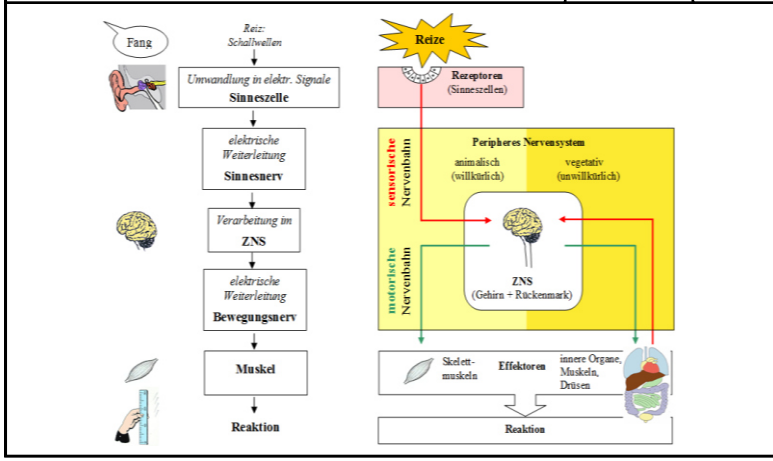 Fang
Reiz:
Schallwellen
Umwandlung in elektr. Signale
Sinneszelle
elektrische
Weiterleitung
Sinnesnerv
Verarbeitung im
ZNS
elektrische
Weiterleitung
Bewegungsnerv
Muskel
Reaktion
Reize
Rezeptoren
(Sinneszellen)
Peripheres Nervensystem
animalisch
(willkürlich)
vegetativ
(unwillkürlich)
sensorische
Nervenbahn
motorische
Nervenbahn
ZNS
(Gehirn + Rückenmark)
Skelett-
muskeln
Effektoren
innere Organe,
Muskeln,
Drüsen
Reaktion